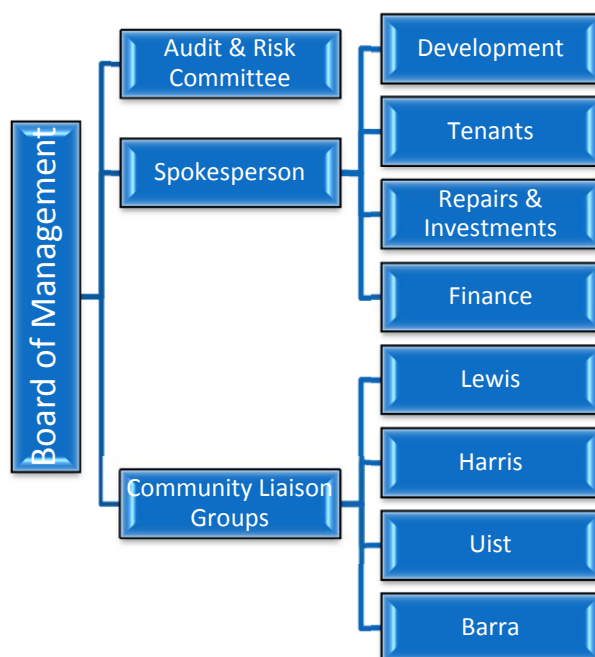 Board of Management
Audit & Risk
Committee
Spokesperson
Community Liaison
Groups
Development
Tenants
Repairs &
Investments
Finance
Lewis
Harris
Uist
Barra